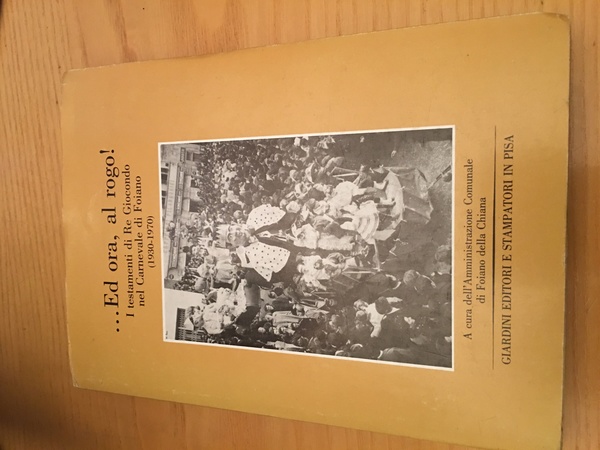 ...Ed ora, al rogo!
I testamenti di Re Giocondo
nel Carnevale di Foiano
(1930-1970)
A cura dell'Amministrazione Comunale
di Foiano della Chiana
GIARDINI EDITORI E STAMPATORI IN PISA